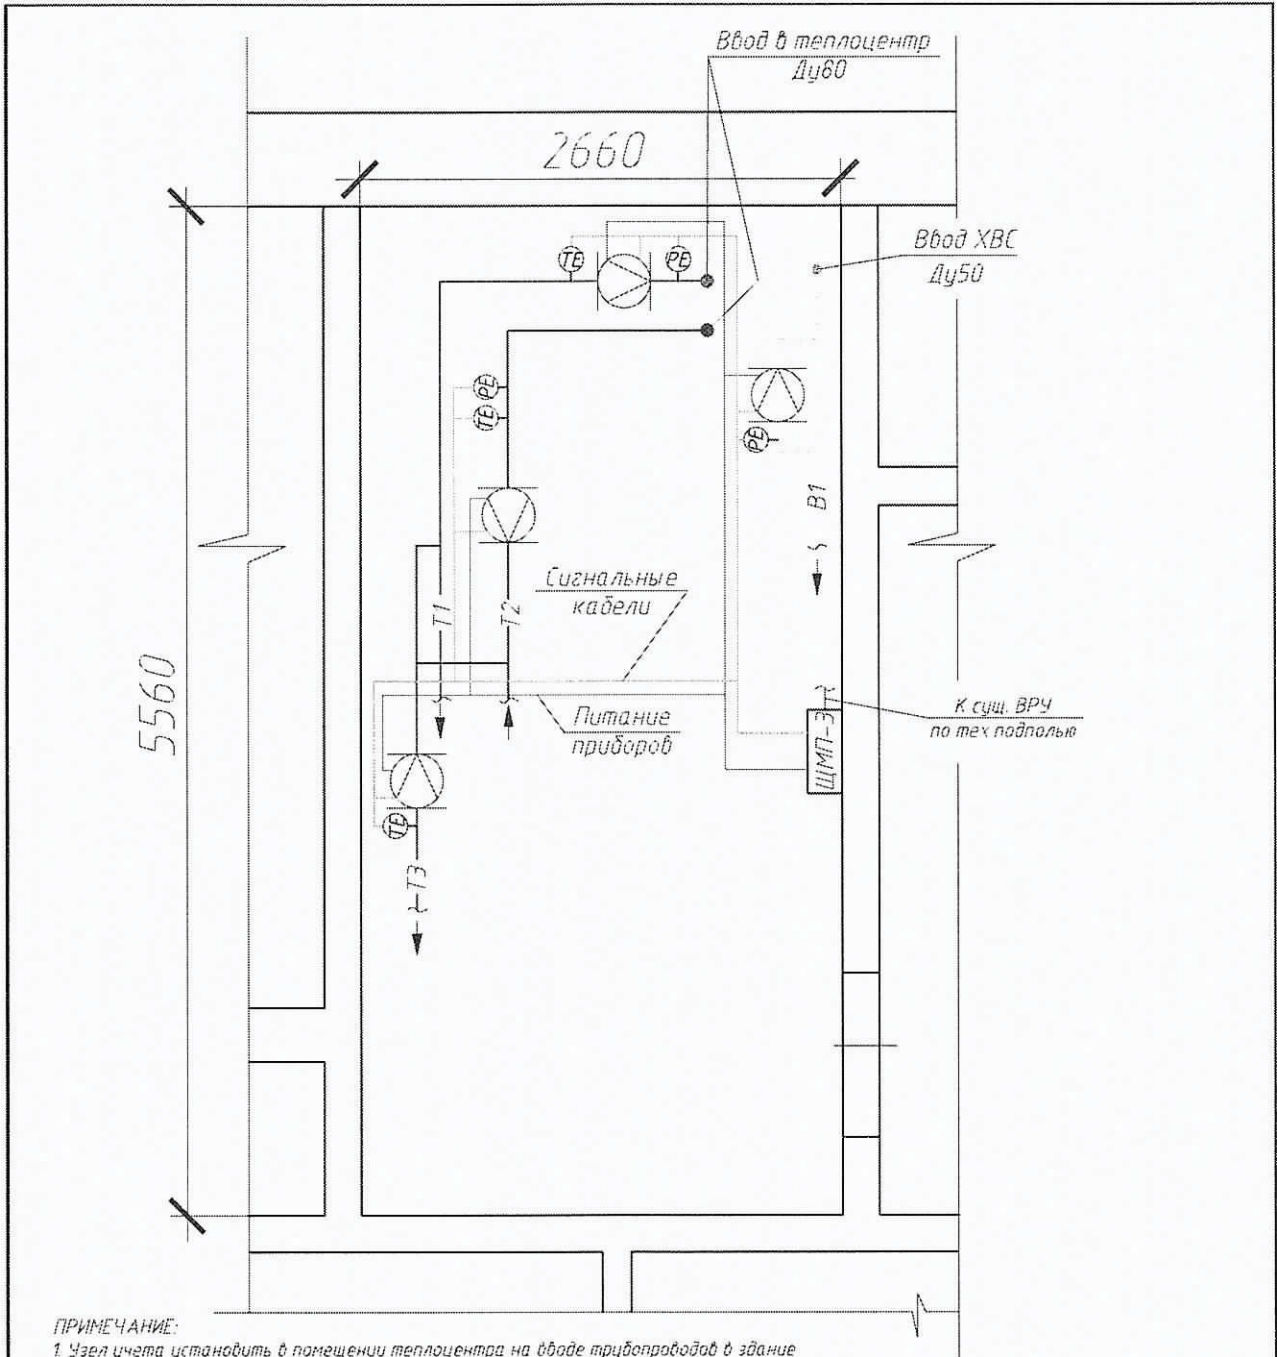 Ввод в теплоцентр
Ду80
2660
Ввод ХВС
Ду50
TE
PE
PE
TE
PE
B1
5560
Сигнальные
кабели
T1
T2
Питание
приборов
ЩМП-3
К сущ. ВРУ
по тех подполью
TE
T3
ПРИМЕЧАНИЕ:
1. Узел учета установить в помещении теплоцентра на вводе трубопроводов в здание